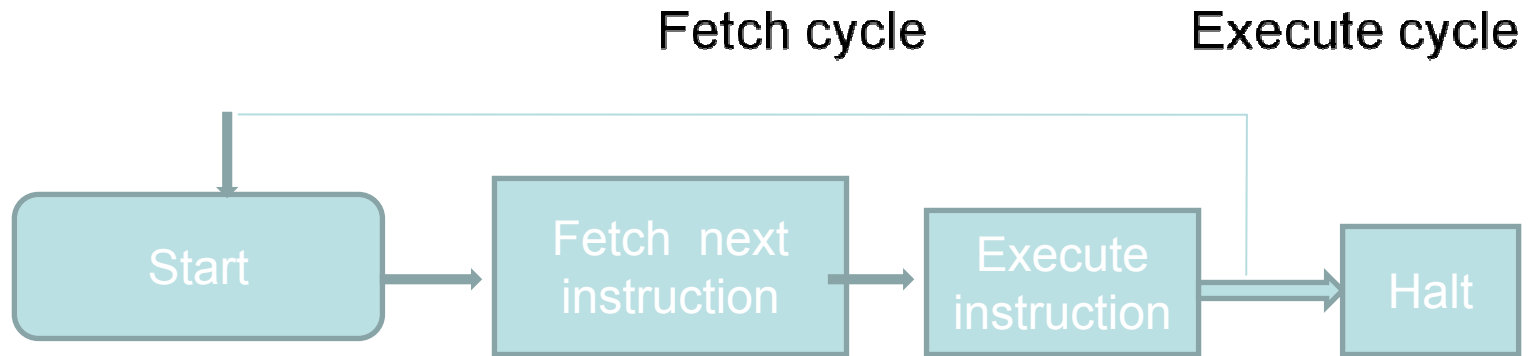 Fetch cycle
Execute cycle
Start
Fetch next
instruction
Execute
instruction
Halt